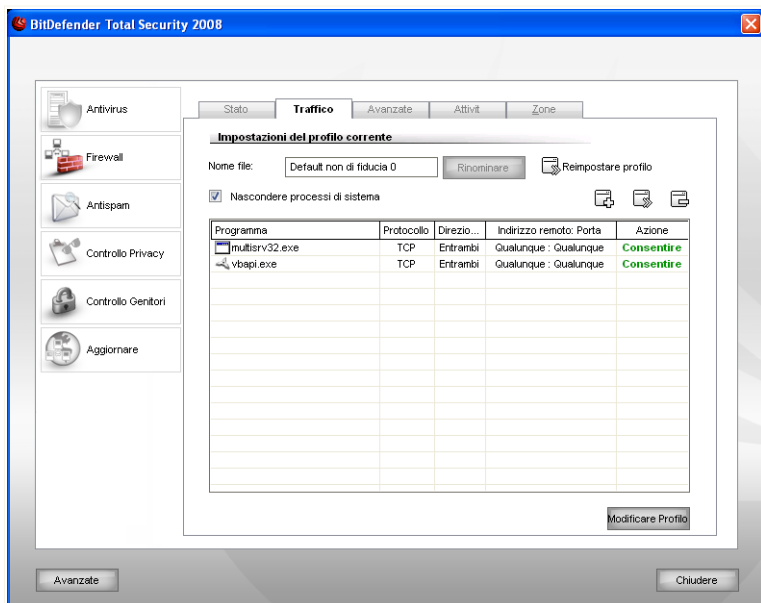 BitDefender Total Security 2008
Antivirus
Firewall
Antispam
Controllo Privacy
Controllo Genitori
Aggiornare
Stato Traffico Avanzate Attivit Zone
Impostazioni del profilo corrente
Nome file: Default non di fiducia 0 Rinominare Reimpostare profilo
Nascondere processi di sistema
Programma Protocollo Direzio... Indirizzo remoto: Porta Azione
multisrv32.exe TCP Entrambi Qualunque : Qualunque Consentire
vbapi.exe TCP Entrambi Qualunque : Qualunque Consentire
Modificare Profilo
Avanzate Chiudere